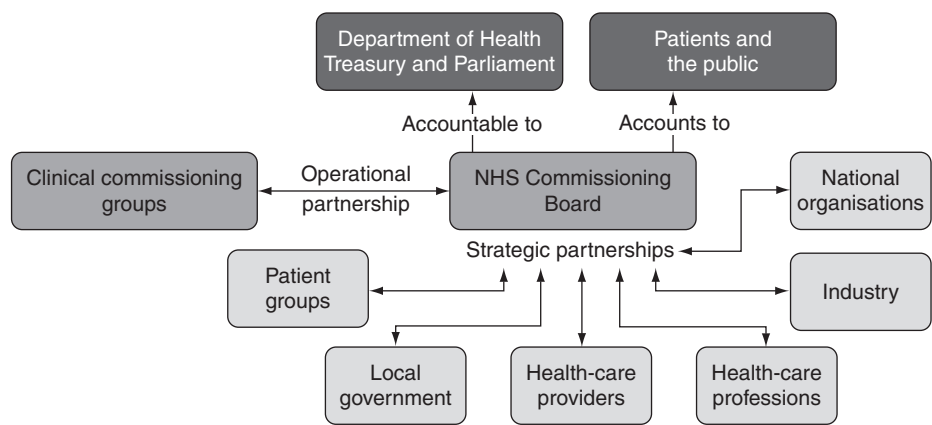 Department of Health
Treasury and Parliament
Patients and
the public
Accountable to
Accounts to
Clinical commissioning
groups
Operational
partnership
NHS Commissioning
Board
National
organisations
Strategic partnerships
Patient
groups
Industry
Local
government
Health-care
providers
Health-care
professions